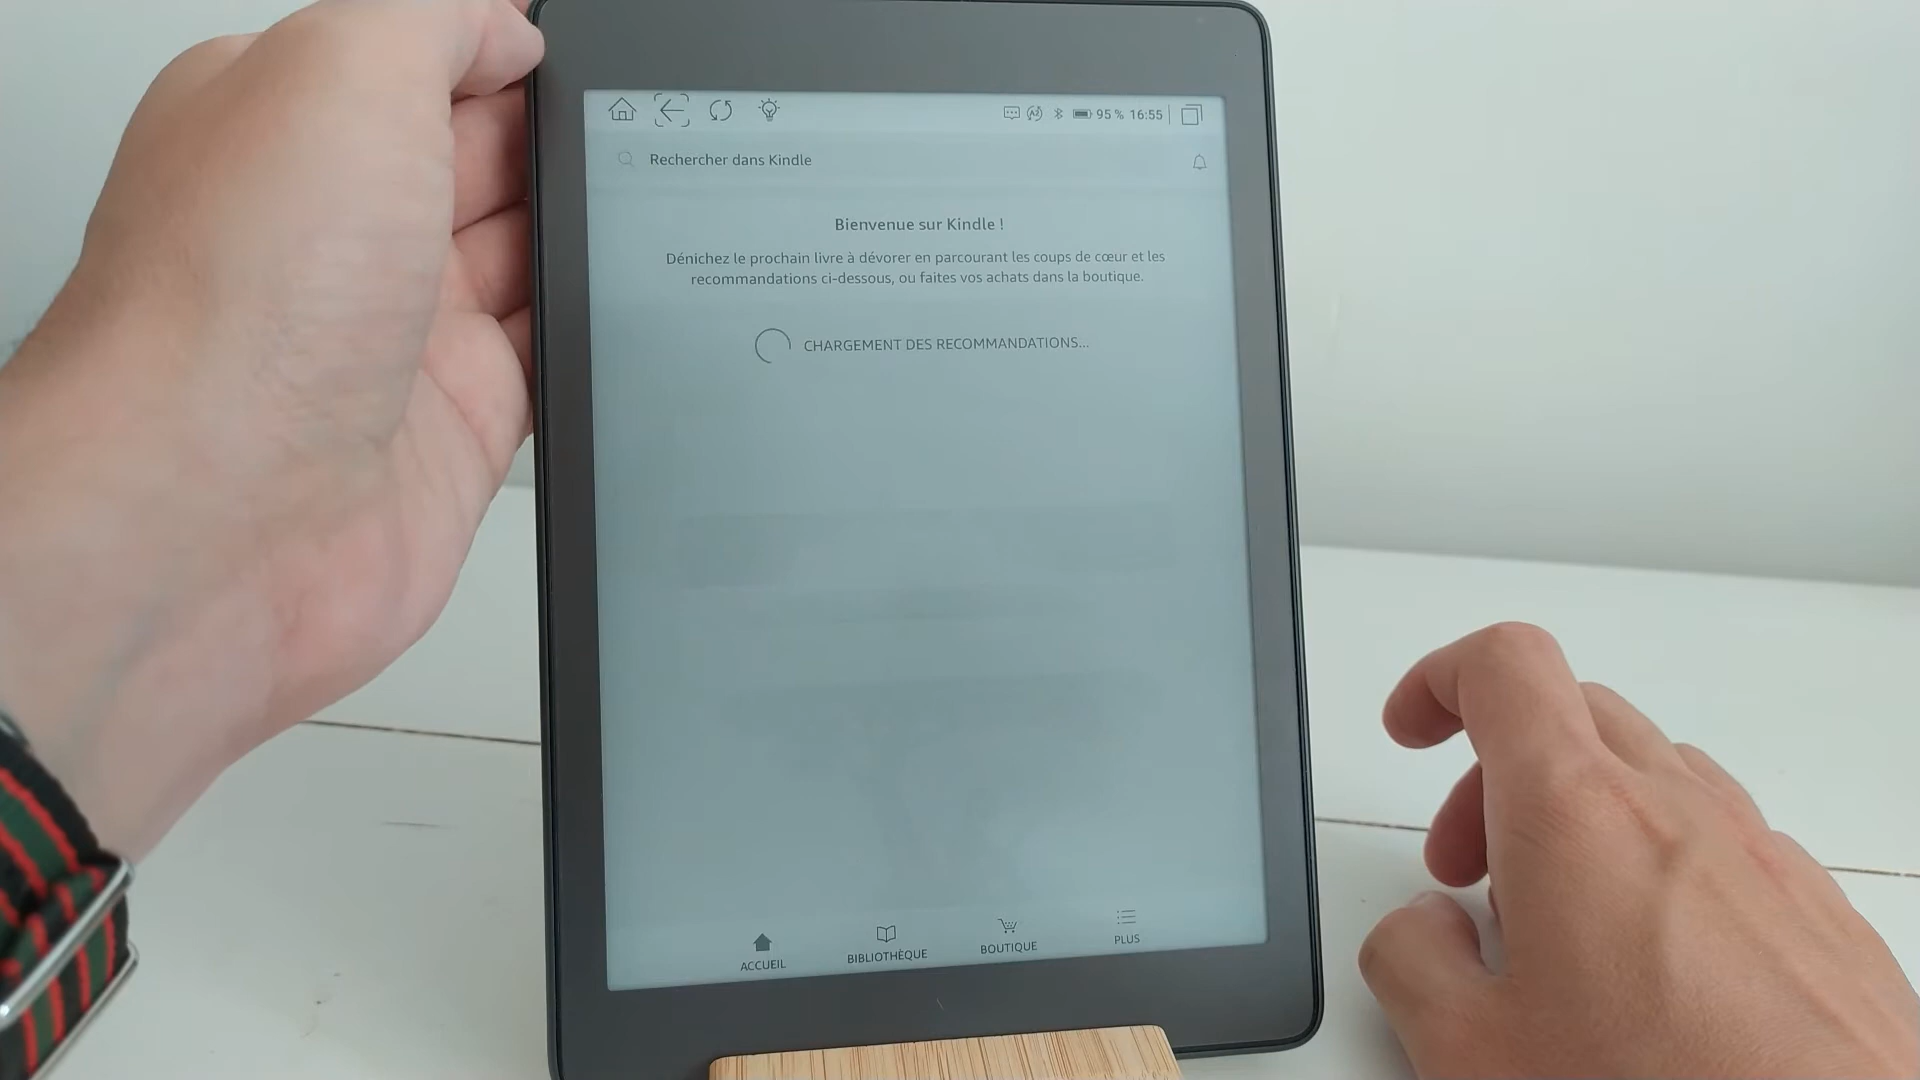 95 % 16:55
Rechercher dans Kindle
Bienvenue sur Kindle !
Dénichez le prochain livre à dévorer en parcourant les coups de cœur et les
recommandations ci-dessous, ou faites vos achats dans la boutique.
CHARGEMENT DES RECOMMANDATIONS...
ACCUEIL BIBLIOTHÈQUE BOUTIQUE PLUS